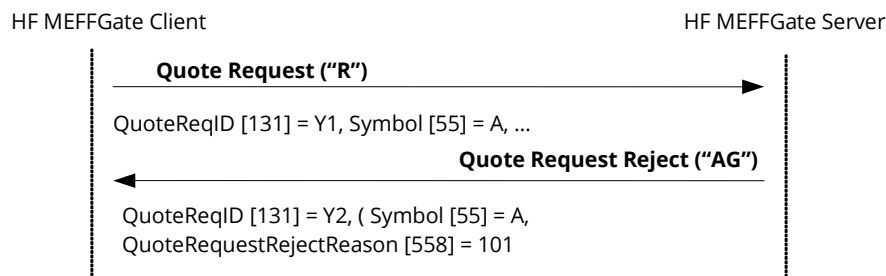 HF MEFFGate Client
HF MEFFGate Server
Quote Request (“R”)
QuoteReqID [131] = Y1, Symbol [55] = A, ...
Quote Request Reject (“AG”)
QuoteReqID [131] = Y2, ( Symbol [55] = A,
QuoteRequestRejectReason [558] = 101